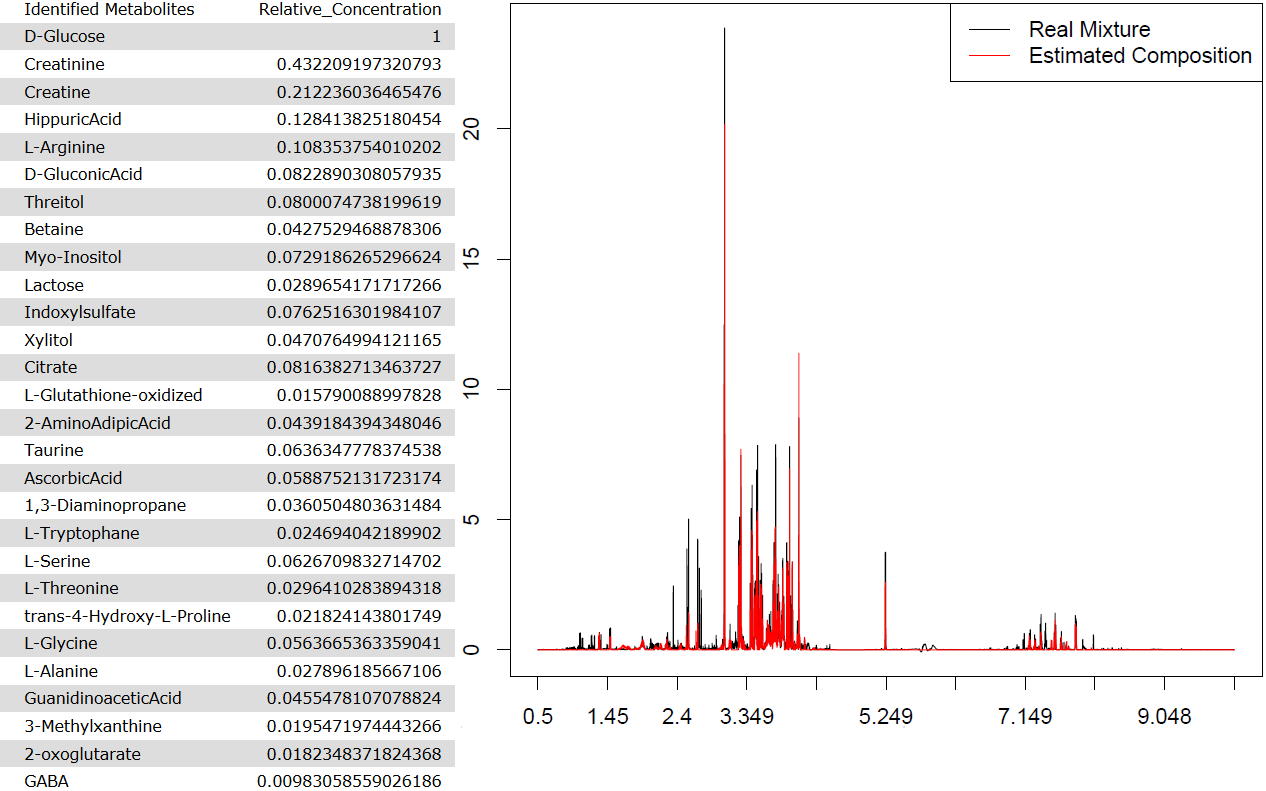 Identified Metabolites Relative_Concentration
D-Glucose 1
Creatinine 0.432209197320793
Creatine 0.212236036465476
HippuricAcid 0.128413825180454
L-Arginine 0.108353754010202
D-GluconicAcid 0.0822890308057935
Threitol 0.0800074738199619
Betaine 0.0427529468878306
Myo-Inositol 0.0729186265296624
Lactose 0.0289654171717266
Indoxylsulfate 0.0762516301984107
Xylitol 0.0470764994121165
Citrate 0.0816382713463727
L-Glutathione-oxidized 0.015790088997828
2-AminoAdipicAcid 0.0439184394348046
Taurine 0.0636347778374538
AscorbicAcid 0.0588752131723174
1,3-Diaminopropane 0.0360504803631484
L-Tryptophane 0.024694042189902
L-Serine 0.0626709832714702
L-Threonine 0.0296410283894318
trans-4-Hydroxy-L-Proline 0.021824143801749
L-Glycine 0.0563665363359041
L-Alanine 0.027896185667106
GuanidinoaceticAcid 0.0455478107078824
3-Methylxanthine 0.0195471974443266
2-oxoglutarate 0.0182348371824368
GABA 0.00983058559026186
Real Mixture
Estimated Composition
20
15
10
5
0
0.5 1.45 2.4 3.349 5.249 7.149 9.048